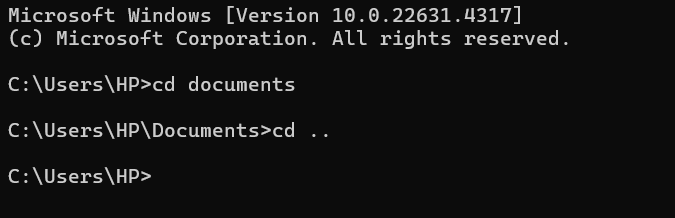 Microsoft Windows [Version 10.0.22631.4317]
(c) Microsoft Corporation. All rights reserved.
C:\Users\HP>cd documents
C:\Users\HP\Documents>cd ..
C:\Users\HP>